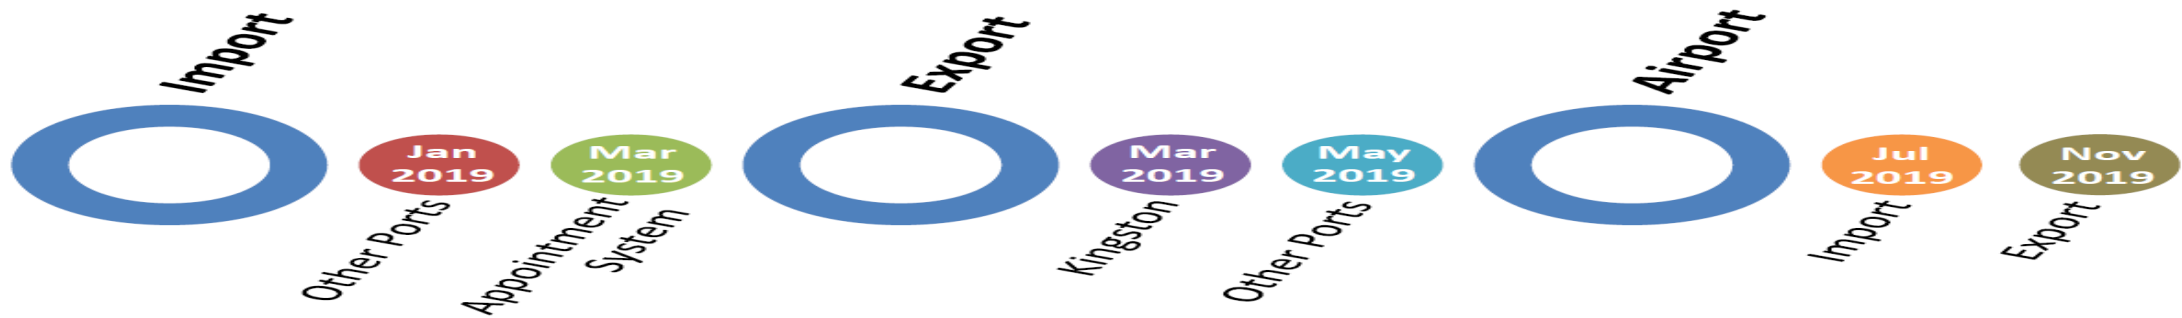 Import
Jan
2019
Other Ports
Mar
2019
Appointment
System
Export
Mar
2019
Kingston
May
2019
Other Ports
Airport
Jul
2019
Import
Nov
2019
Export